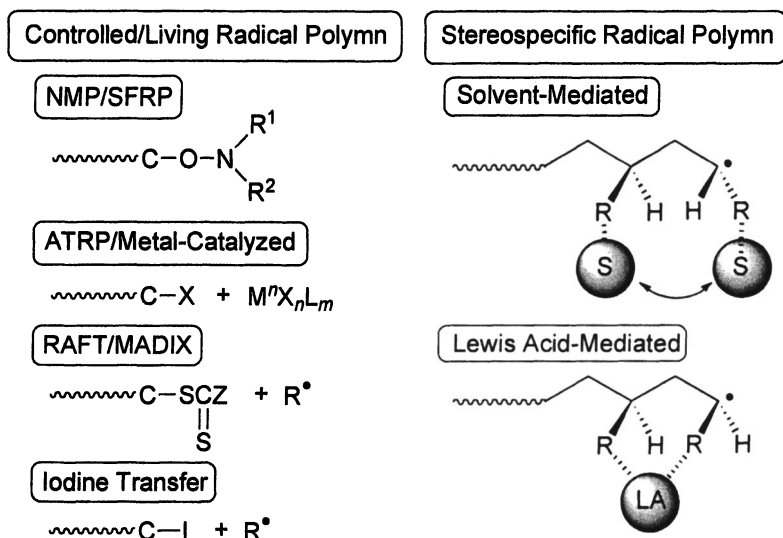 Controlled/Living Radical Polymn
NMP/SFRP
C–O–N
R¹
R²
ATRP/Metal-Catalyzed
C–X + MⁿXₙLₘ
RAFT/MADIX
C–SCZ + R•
S
Iodine Transfer
C–I + R•
Stereospecific Radical Polymn
Solvent-Mediated
R H H R
S S
Lewis Acid-Mediated
R H R H
LA